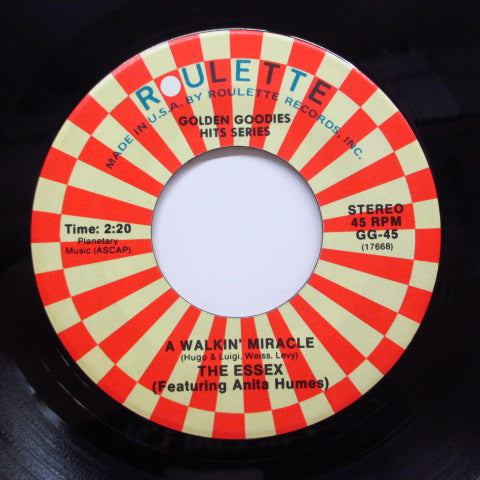 ROULETTE
MADE IN U.S.A. BY ROULETTE RECORDS, INC.
GOLDEN GOODIES
HITS SERIES
Time: 2:20
Planetary
Music (ASCAP)
STEREO
45 RPM
GG-45
(17668)
A WALKIN' MIRACLE
(Hugo & Luigi, Weiss, Levy)
THE ESSEX
(Featuring Anita Humes)